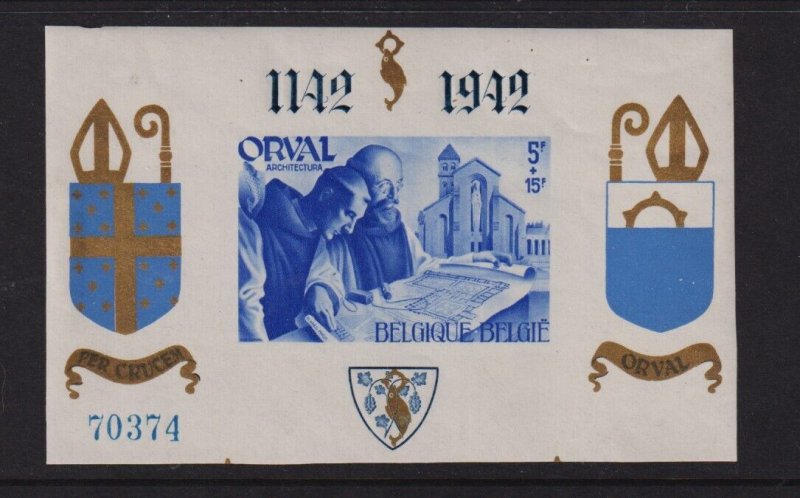 1142 1942
ORVAL
ARCHITECTURA
5F
+
15F
BELGIQUE BELGIË
PER CRUCEM
ORVAL
70374